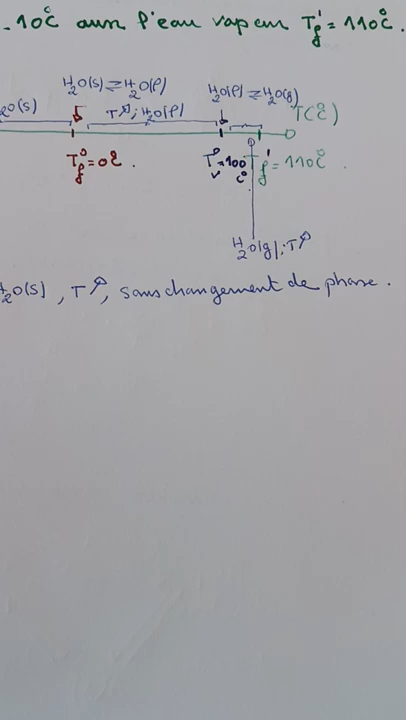 -10°C aux l'eau vapeur T'f = 110°C.
H₂O(s) ⇌ H₂O(l) H₂O(l) ⇌ H₂O(g)
2O(s) T↗; H₂O(l) T(°C)
T°f = 0°C. T°v = 100°C T'f = 110°C.
H₂O(g); T↗
H₂O(s), T↗, sans changement de phase.